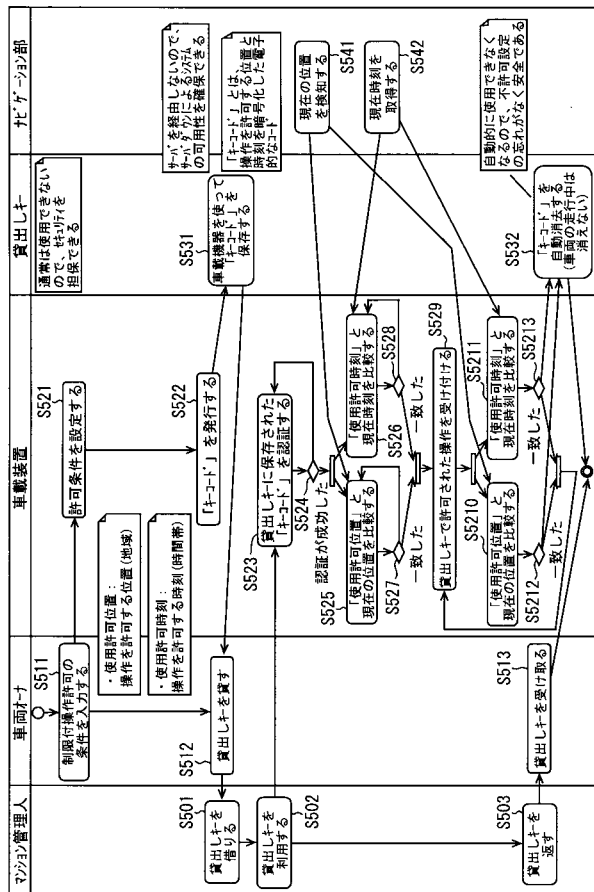 マンション管理人
車両オーナ
車載装置
貸出しキー
ナビゲーション部
S511
制限付操作許可の
条件を入力する
・使用許可位置：
操作を許可する位置(地域)
・使用許可時刻：
操作を許可する時刻(時間帯)
S521
許可条件を設定する
通常は使用できない
ので、セキュリティを
担保できる
S522
「キーコード」を発行する
S531
車載機器を使って
「キーコード」を
保存する
サーバを経由しないので、
サーバダウンによるシステム
の可用性を確保できる
「キーコード」とは、
操作を許可する位置と
時刻を暗号化した電子
的なコード
S512
貸出しキーを貸す
S501
貸出しキーを
借りる
S502
貸出しキーを
利用する
S523
貸出しキーに保存された
「キーコード」を認証する
S524
認証が成功した
S541
現在の位置
を検知する
S542
現在時刻を
取得する
S525
「使用許可位置」と
現在の位置を比較する
S526
「使用許可時刻」と
現在時刻を比較する
S527
一致した
S528
一致した
S529
貸出しキーで許可された操作を受け付ける
S5210
「使用許可位置」と
現在の位置を比較する
S5211
「使用許可時刻」と
現在時刻を比較する
S5212
一致した
S5213
一致した
S532
「キーコード」を
自動消去する
(車両の走行中は
消えない)
自動的に使用できなく
なるので、不許可設定
の忘れがなく安全である
S503
貸出しキーを
返す
S513
貸出しキーを受け取る